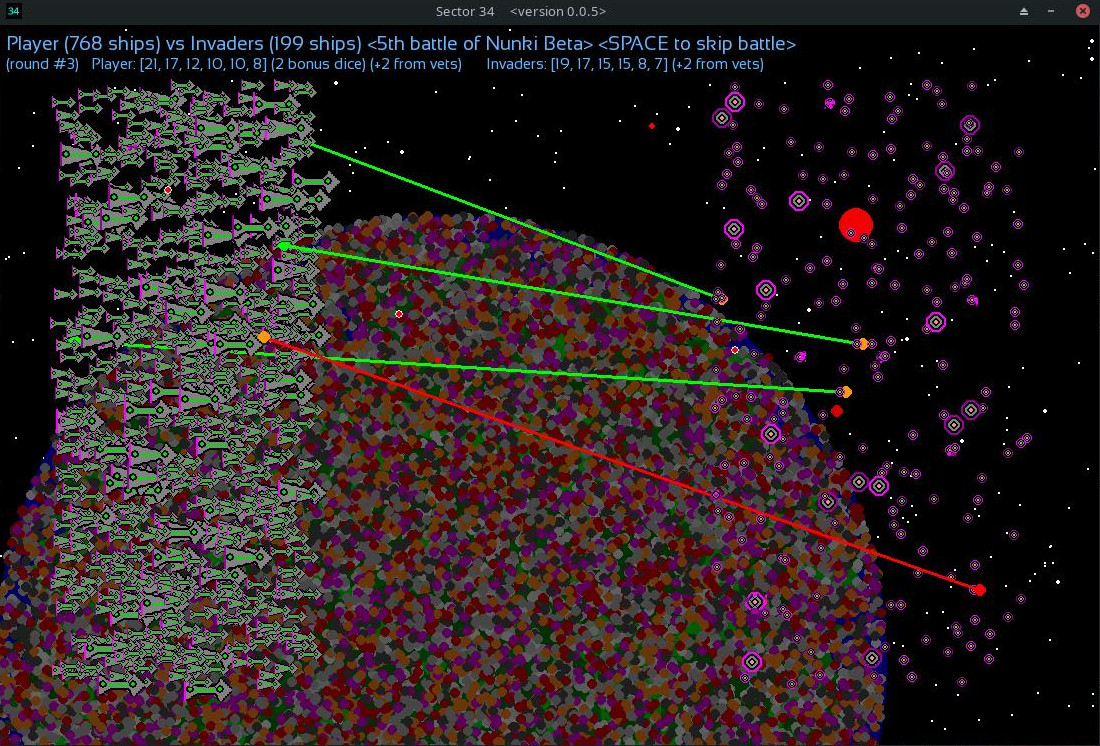 34
Sector 34 <version 0.0.5>
Player (768 ships) vs Invaders (199 ships) <5th battle of Nunki Beta> <SPACE to skip battle>
(round #3) Player: [21, 17, 12, 10, 10, 8] (2 bonus dice) (+2 from vets) Invaders: [19, 17, 15, 15, 8, 7] (+2 from vets)